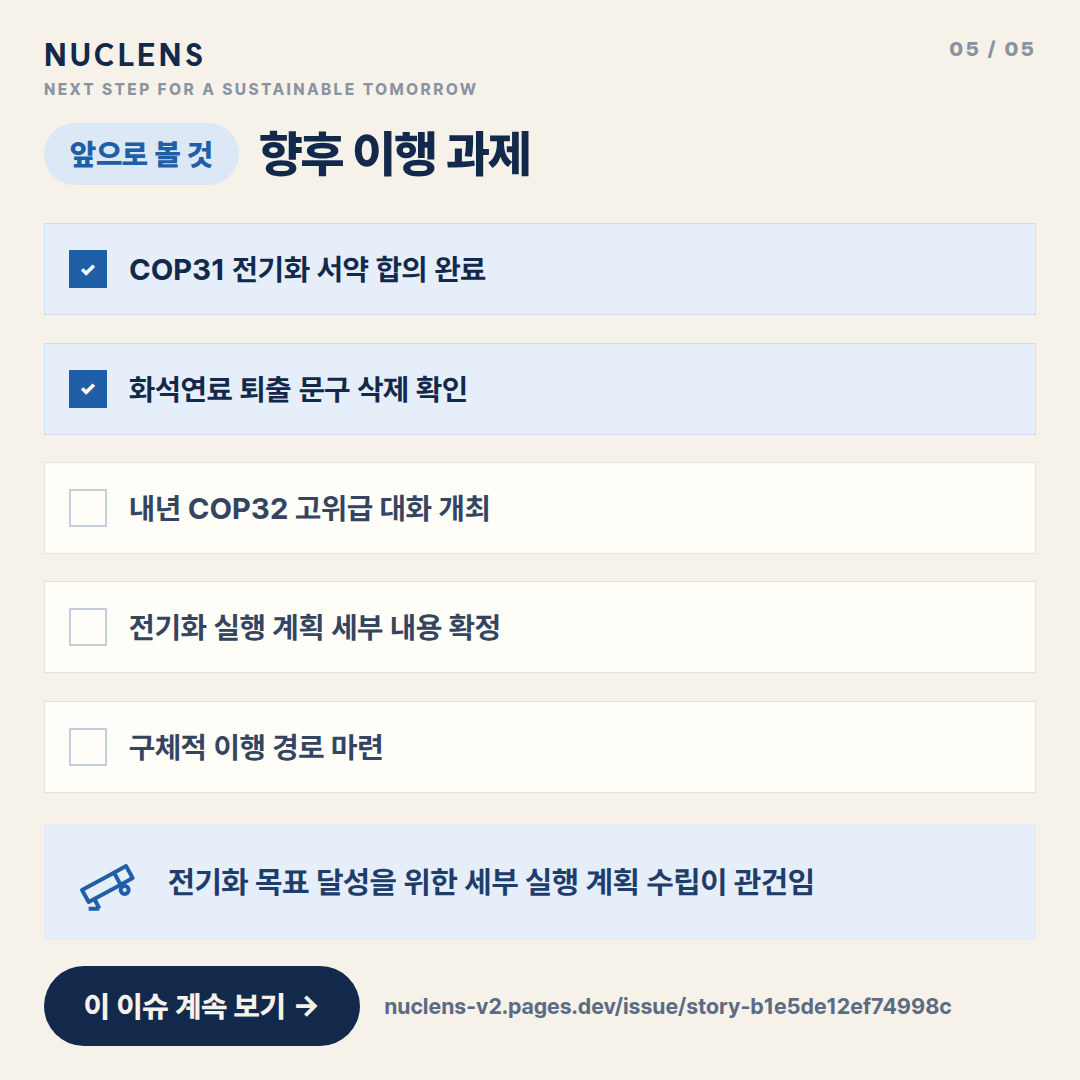 NUCLENS
05 / 05
NEXT STEP FOR A SUSTAINABLE TOMORROW
앞으로 볼 것
향후 이행 과제
COP31 전기화 서약 합의 완료
화석연료 퇴출 문구 삭제 확인
내년 COP32 고위급 대화 개최
전기화 실행 계획 세부 내용 확정
구체적 이행 경로 마련
전기화 목표 달성을 위한 세부 실행 계획 수립이 관건임
이 이슈 계속 보기 →
nuclens-v2.pages.dev/issue/story-b1e5de12ef74998c